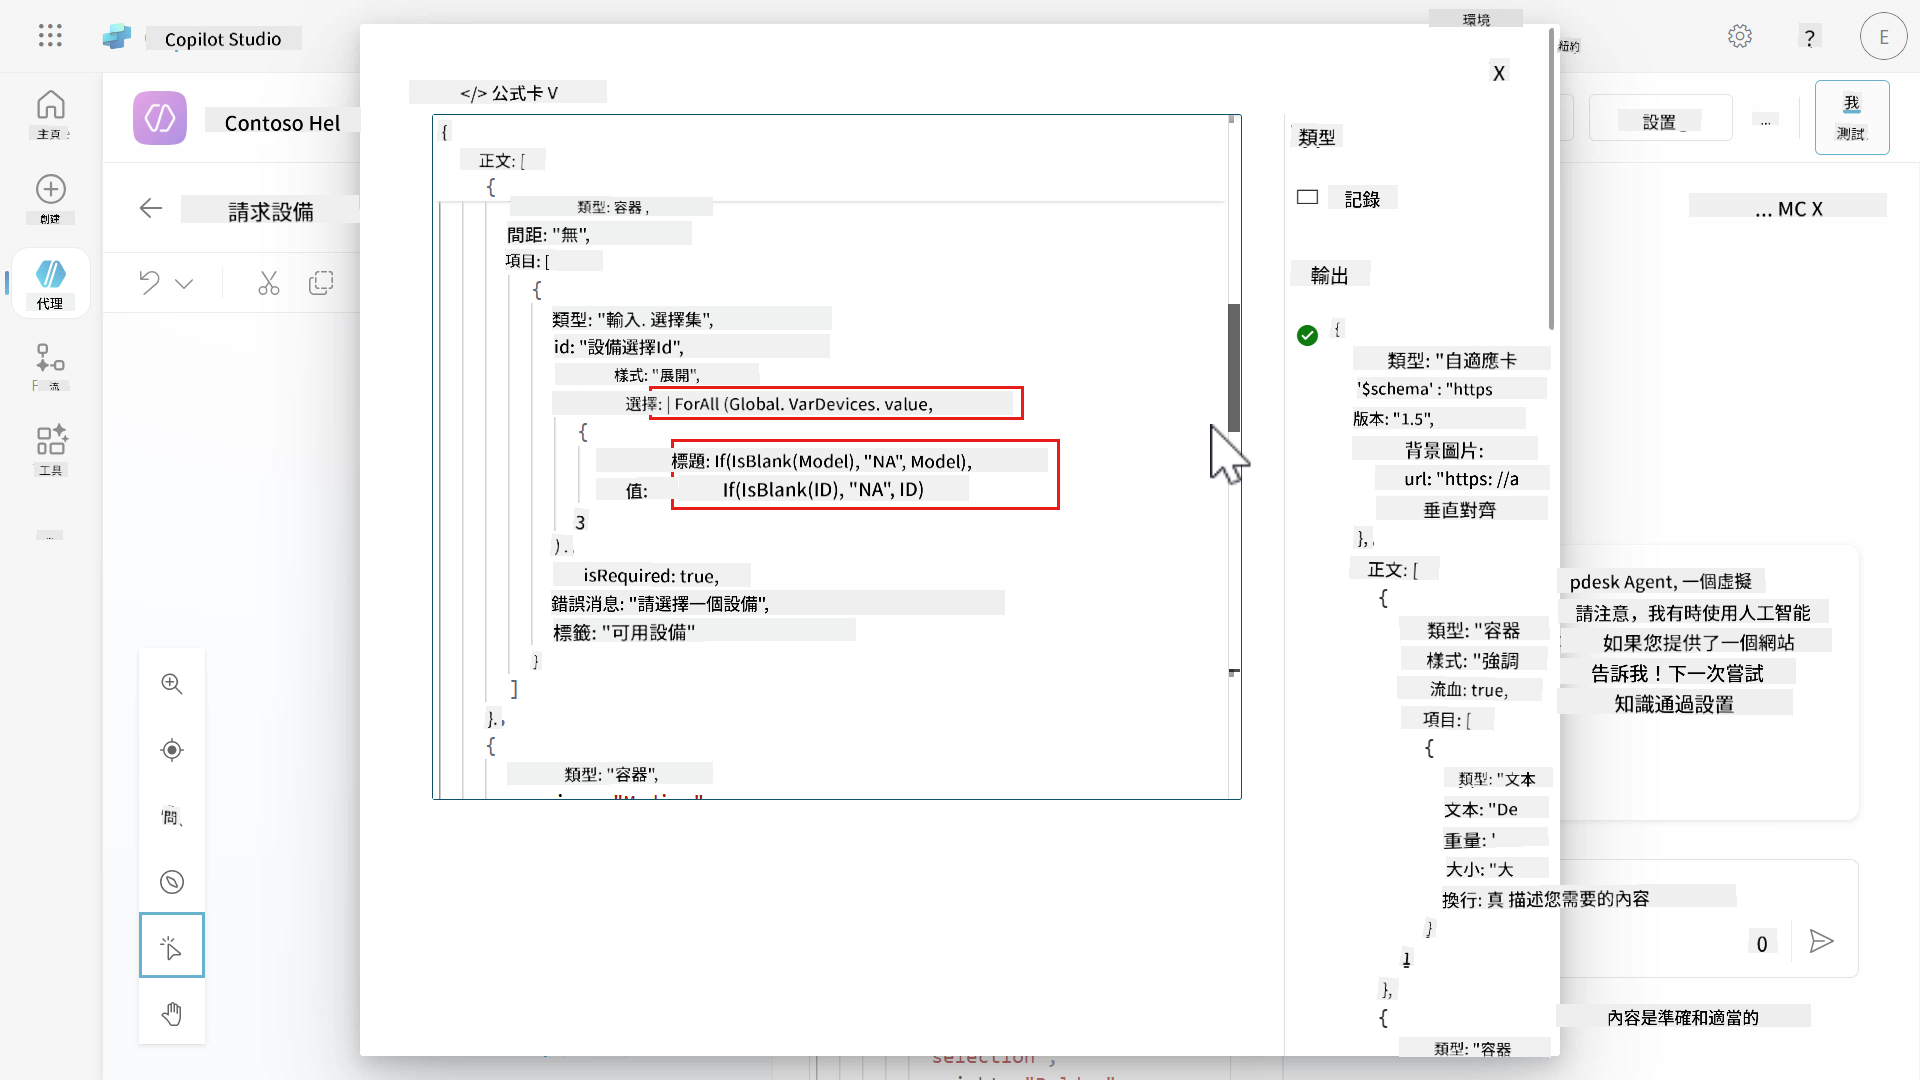 環境
Copilot Studio
紐約
?
E
X
</> 公式卡 V
主頁
Contoso Hel
設置
...
我
測試
創建
請求設備
... MC X
代理
流
工具
問
{
正文: [
{
類型: 容器 ,
間距: "無",
項目: [
{
類型: "輸入. 選擇集",
id: "設備選擇Id",
樣式: "展開",
選擇: | ForAll (Global. VarDevices. value,
{
標題: If(IsBlank(Model), "NA", Model),
值: If(IsBlank(ID), "NA", ID)
3
). ,
isRequired: true,
錯誤消息: "請選擇一個設備",
標籤: "可用設備"
}
]
}. ,
{
類型: "容器",
類型
記錄
輸出
{
類型: "自適應卡
'$schema' : "https
版本: "1.5",
背景圖片:
url: "https: //a
垂直對齊
},
正文: [
{
類型: "容器
樣式: "強調
流血: true,
項目: [
{
類型: "文本
文本: "De
重量: '
大小: "大
換行: 真
}
1
},
{
類型: "容器
pdesk Agent, 一個虛擬
請注意，我有時使用人工智能
如果您提供了一個網站
告訴我！下一次嘗試
知識通過設置
描述您需要的內容
0
內容是準確和適當的
selection",